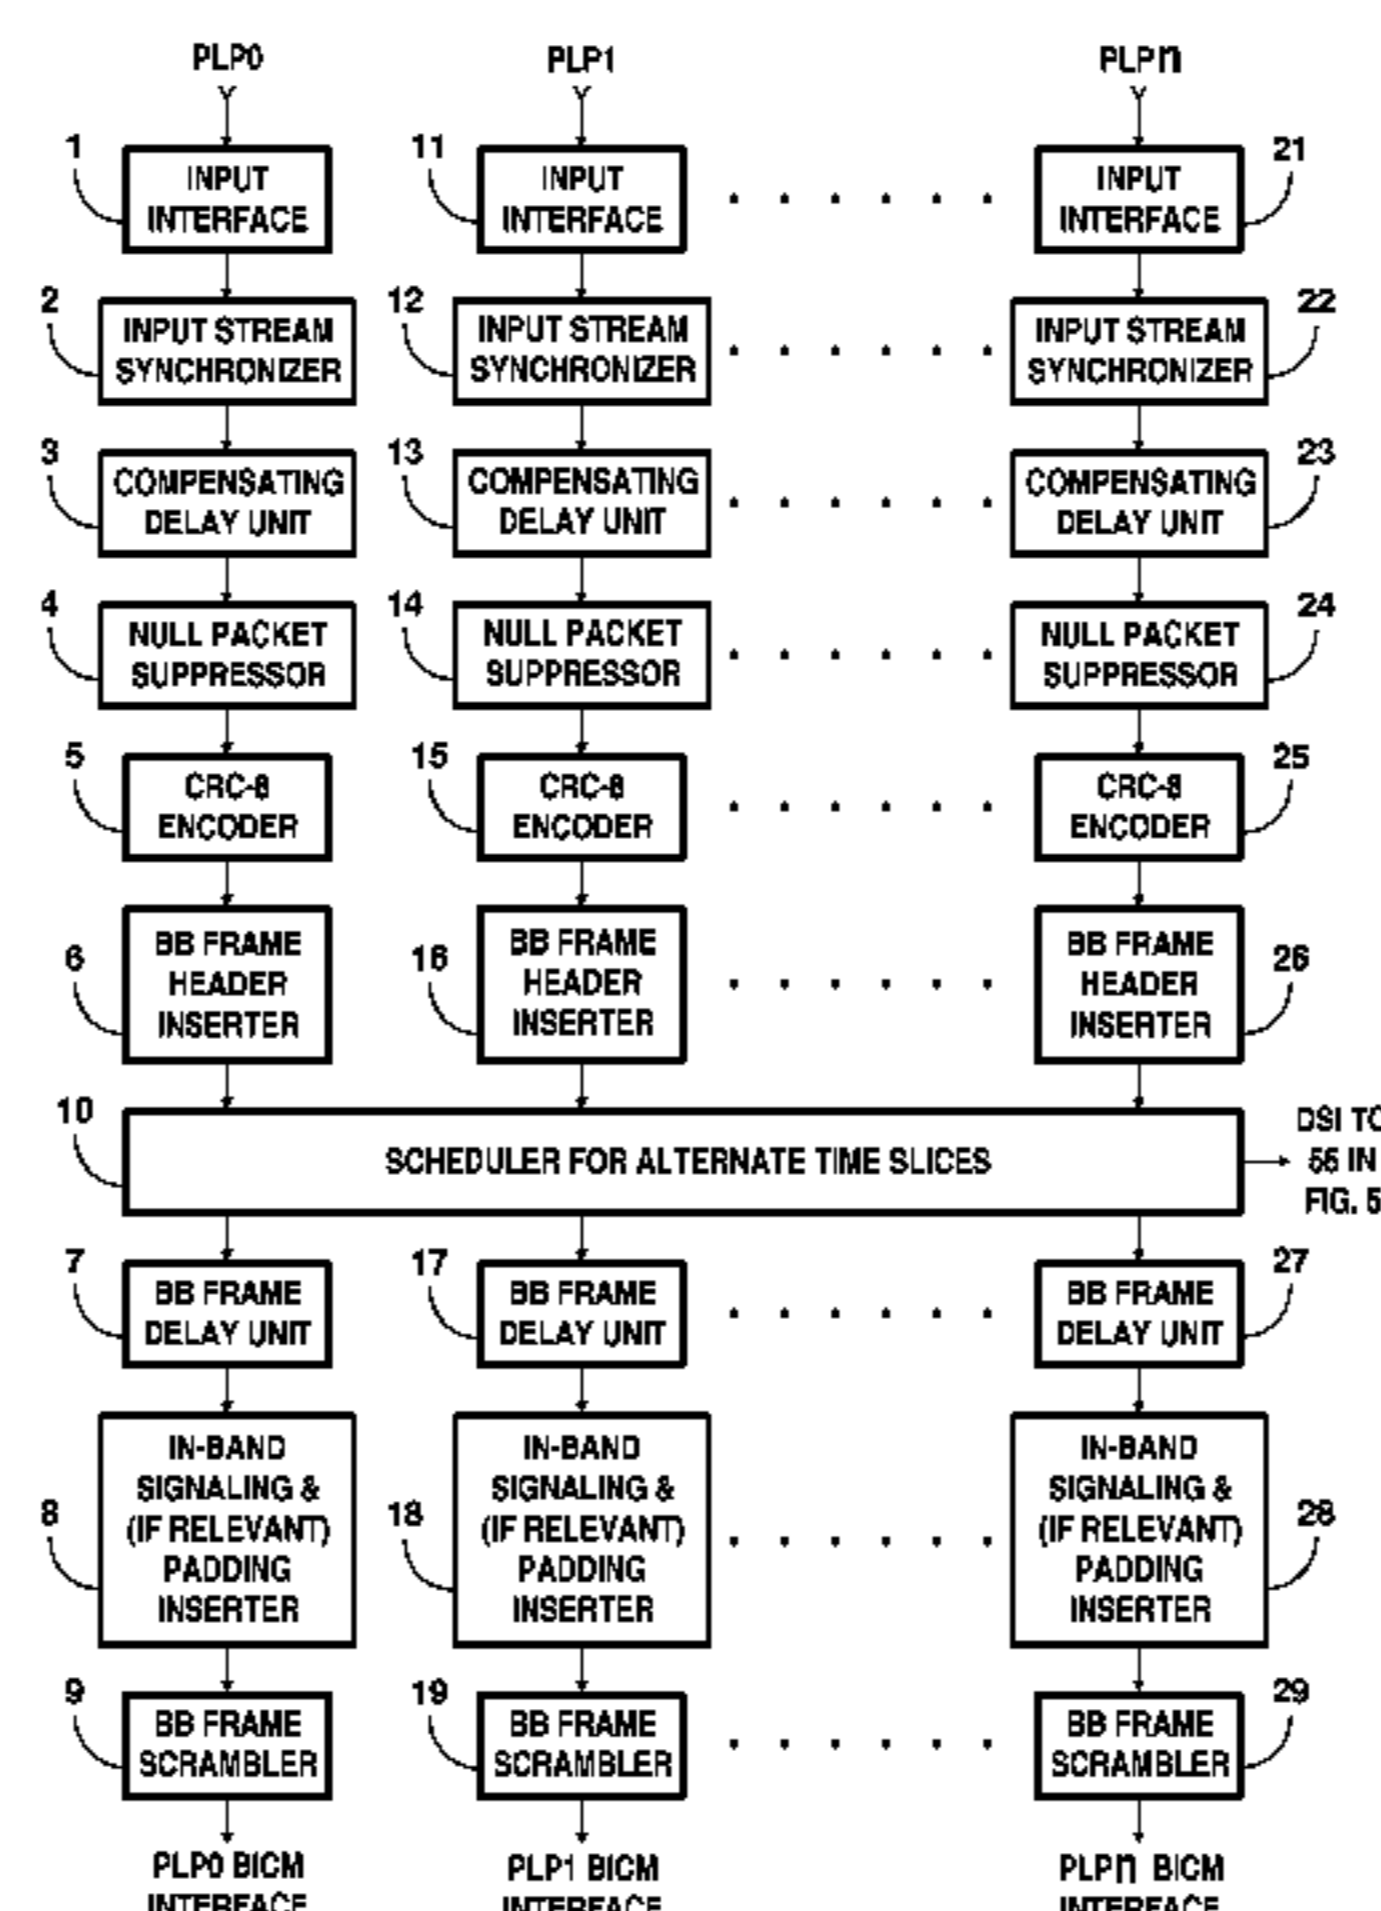 PLP0 PLP1 PLPn
1 11 21
INPUT INPUT INPUT
INTERFACE INTERFACE INTERFACE
2 12 22
INPUT STREAM INPUT STREAM INPUT STREAM
SYNCHRONIZER SYNCHRONIZER SYNCHRONIZER
3 13 23
COMPENSATING COMPENSATING COMPENSATING
DELAY UNIT DELAY UNIT DELAY UNIT
4 14 24
NULL PACKET NULL PACKET NULL PACKET
SUPPRESSOR SUPPRESSOR SUPPRESSOR
5 15 25
CRC-8 CRC-8 CRC-8
ENCODER ENCODER ENCODER
6 16 26
BB FRAME BB FRAME BB FRAME
HEADER HEADER HEADER
INSERTER INSERTER INSERTER
10
SCHEDULER FOR ALTERNATE TIME SLICES
DSI TO
55 IN
FIG. 5
7 17 27
BB FRAME BB FRAME BB FRAME
DELAY UNIT DELAY UNIT DELAY UNIT
8 18 28
IN-BAND IN-BAND IN-BAND
SIGNALING & SIGNALING & SIGNALING &
(IF RELEVANT) (IF RELEVANT) (IF RELEVANT)
PADDING PADDING PADDING
INSERTER INSERTER INSERTER
9 19 29
BB FRAME BB FRAME BB FRAME
SCRAMBLER SCRAMBLER SCRAMBLER
PLP0 BICM PLP1 BICM PLPn BICM
INTERFACE INTERFACE INTERFACE